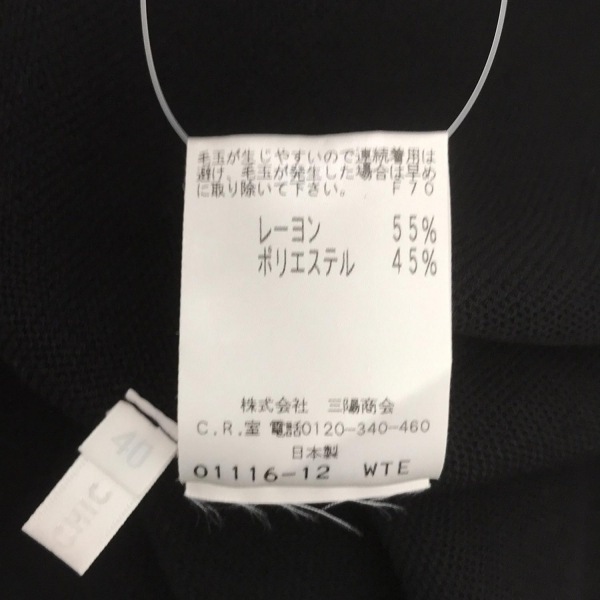 毛玉が生じやすいので連続着用は
避け、毛玉が発生した場合は早め
に取り除いて下さい。 F70
レーヨン 55%
ポリエステル 45%
株式会社 三陽商会
C.R.室 電話0120-340-460
日本製
01116-12 WTE
40
CHIC